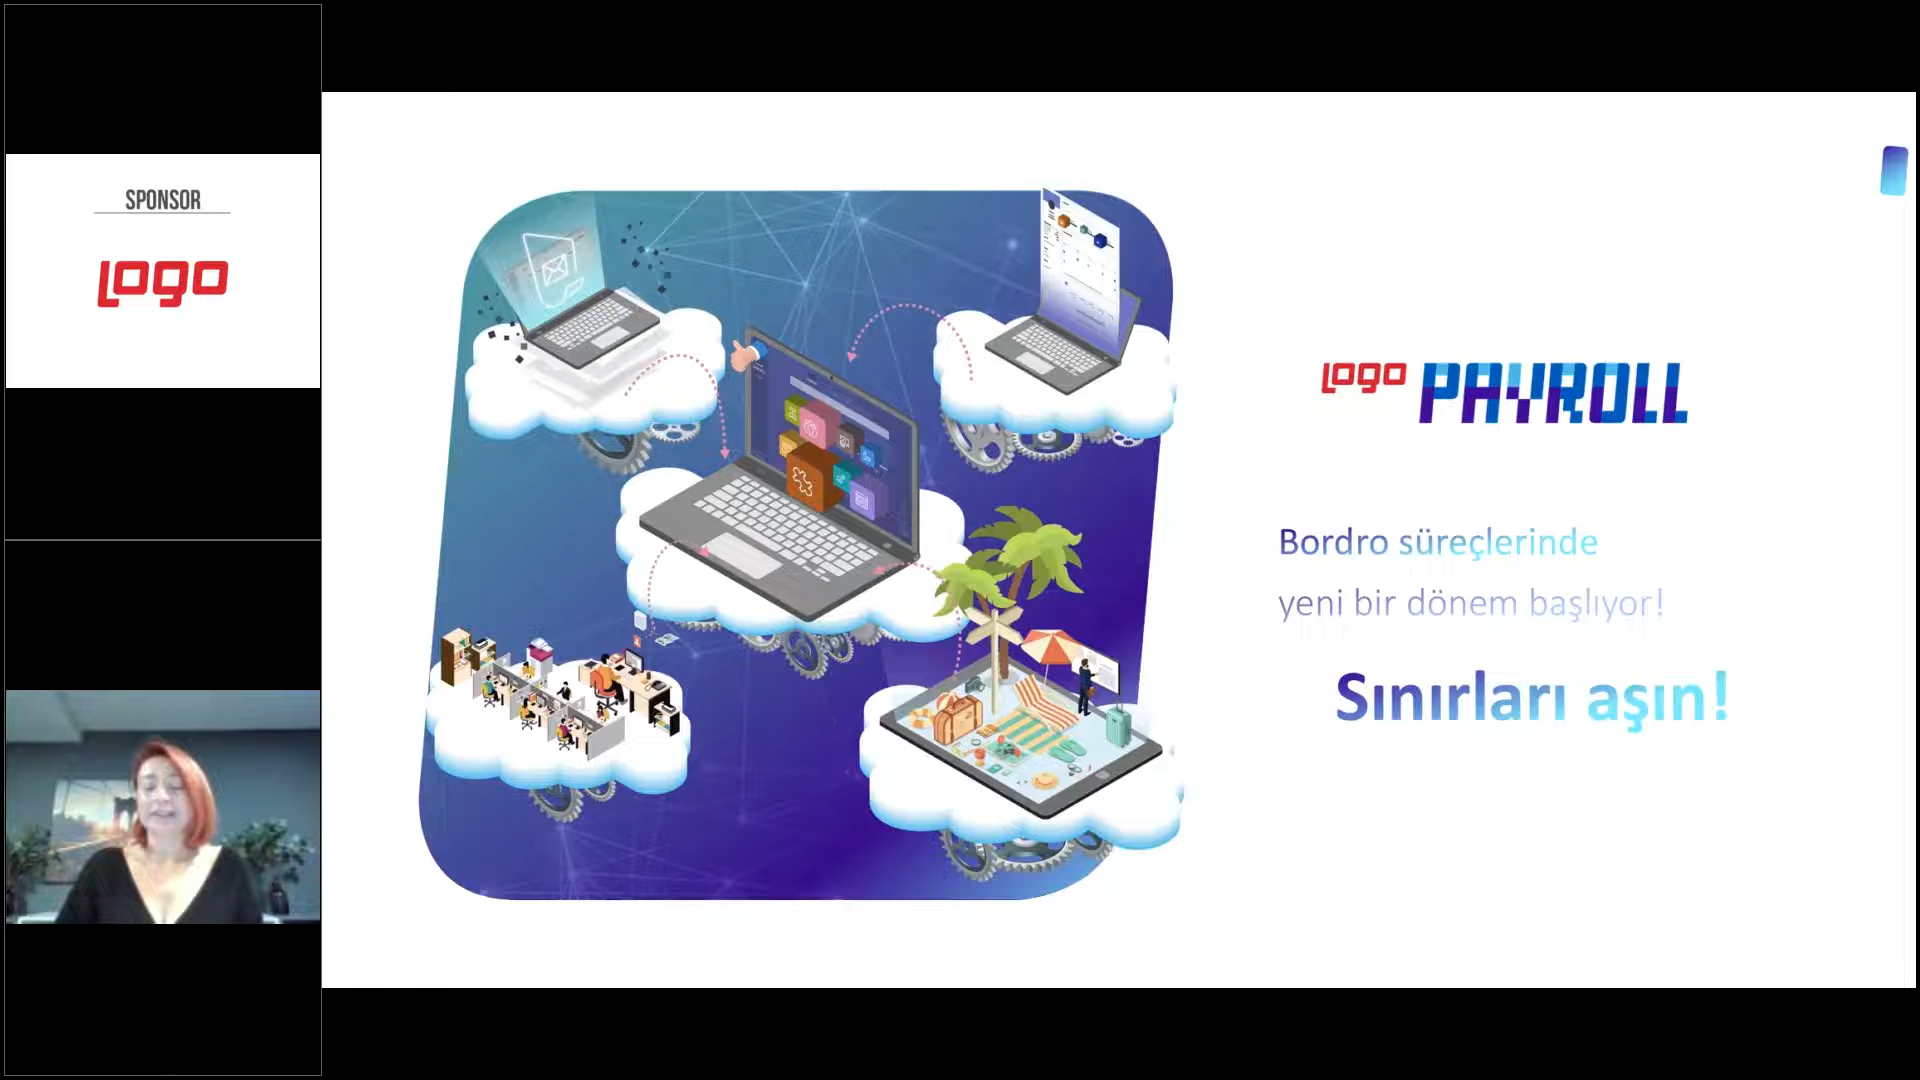 SPONSOR
LOGO
LOGO PAYROLL
Bordro süreçlerinde
yeni bir dönem başlıyor!
Sınırları aşın!